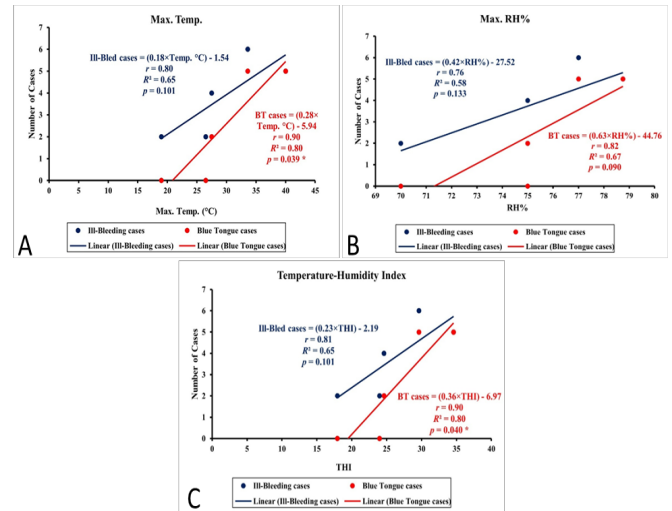 Max. Temp.
Number of Cases
7
6
5
4
3
2
1
0
Ill-Bled cases = (0.18×Temp. °C) - 1.54
r = 0.80
R² = 0.65
p = 0.101
BT cases = (0.28×
Temp. °C) - 5.94
r = 0.90
R² = 0.80
p = 0.039 *
0 5 10 15 20 25 30 35 40 45
Max. Temp. (°C)
Ill-Bleeding cases
Blue Tongue cases
Linear (Ill-Bleeding cases)
Linear (Blue Tongue cases)
A
Max. RH%
Number of Cases
7
6
5
4
3
2
1
0
Ill-Bled cases = (0.42×RH%) - 27.52
r = 0.76
R² = 0.58
p = 0.133
BT cases = (0.63×RH%) - 44.76
r = 0.82
R² = 0.67
p = 0.090
69 70 71 72 73 74 75 76 77 78 79 80
RH%
Ill-Bleeding cases
Blue Tongue cases
Linear (Ill-Bleeding cases)
Linear (Blue Tongue cases)
B
Temperature-Humidity Index
Number of Cases
7
6
5
4
3
2
1
0
Ill-Bled cases = (0.23×THI) - 2.19
r = 0.81
R² = 0.65
p = 0.101
BT cases = (0.36×THI) - 6.97
r = 0.90
R² = 0.80
p = 0.040 *
0 5 10 15 20 25 30 35 40
THI
Ill-Bleeding cases
Blue Tongue cases
Linear (Ill-Bleeding cases)
Linear (Blue Tongue cases)
C